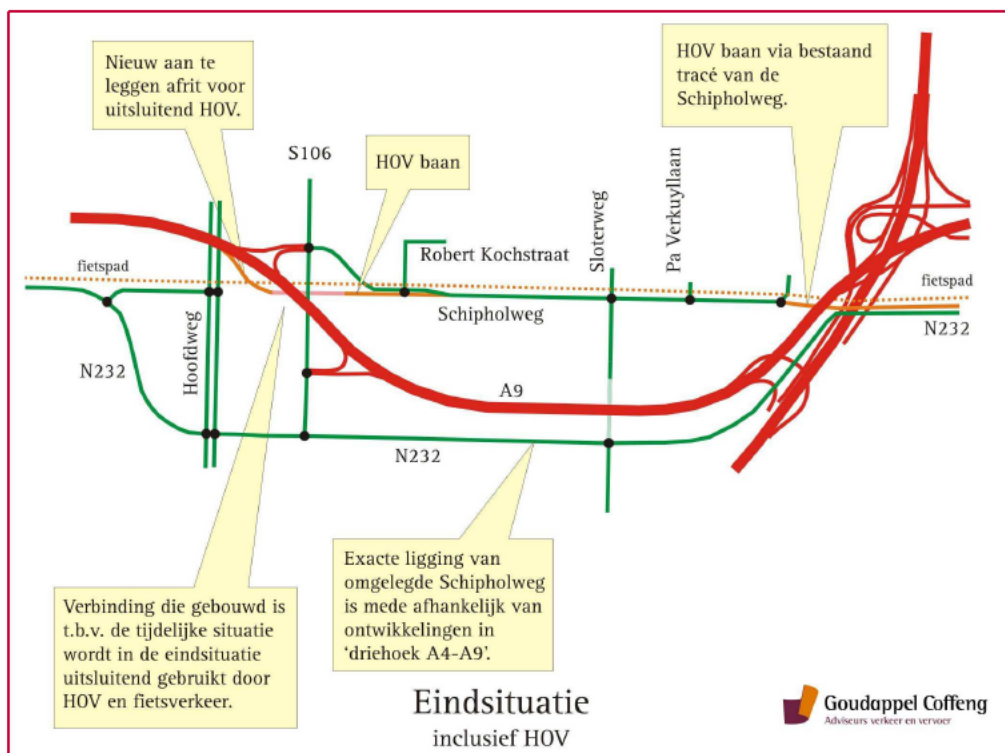 Nieuw aan te
leggen afrit voor
uitsluitend HOV.
HOV baan via bestaand
tracé van de
Schipholweg.
S106
HOV baan
Sloterweg
Pa Verkuyllaan
Robert Kochstraat
fietspad
fietspad
Schipholweg
N232
N232
Hoofdweg
A9
N232
Verbinding die gebouwd is
t.b.v. de tijdelijke situatie
wordt in de eindsituatie
uitsluitend gebruikt door
HOV en fietsverkeer.
Exacte ligging van
omgelegde Schipholweg
is mede afhankelijk van
ontwikkelingen in
‘driehoek A4-A9’.
Eindsituatie
inclusief HOV
Goudappel Coffeng
Adviseurs verkeer en vervoer